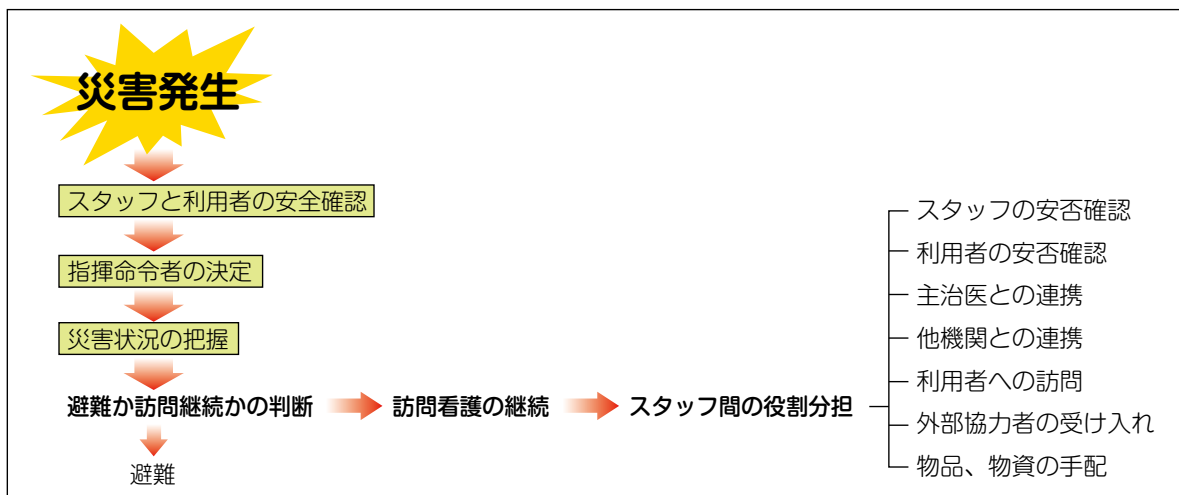 災害発生
スタッフと利用者の安全確認
指揮命令者の決定
災害状況の把握
避難か訪問継続かの判断
訪問看護の継続
スタッフ間の役割分担
避難
スタッフの安否確認
利用者の安否確認
主治医との連携
他機関との連携
利用者への訪問
外部協力者の受け入れ
物品、物資の手配